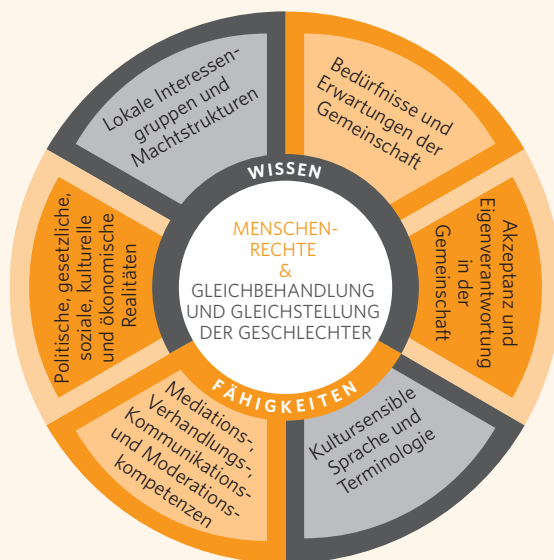 Lokale Interessen-
gruppen und
Machtstrukturen
Bedürfnisse und
Erwartungen der
Gemeinschaft
Akzeptanz und
Eigenverantwortung
in der
Gemeinschaft
Kultursensible
Sprache und
Terminologie
Mediations-,
Verhandlungs-,
Kommunikations-
und Moderations-
kompetenzen
Politische, gesetzliche,
soziale, kulturelle
und ökonomische
Realitäten
WISSEN
MENSCHEN-
RECHTE
&
GLEICHBEHANDLUNG
UND GLEICHSTELLUNG
DER GESCHLECHTER
FÄHIGKEITEN